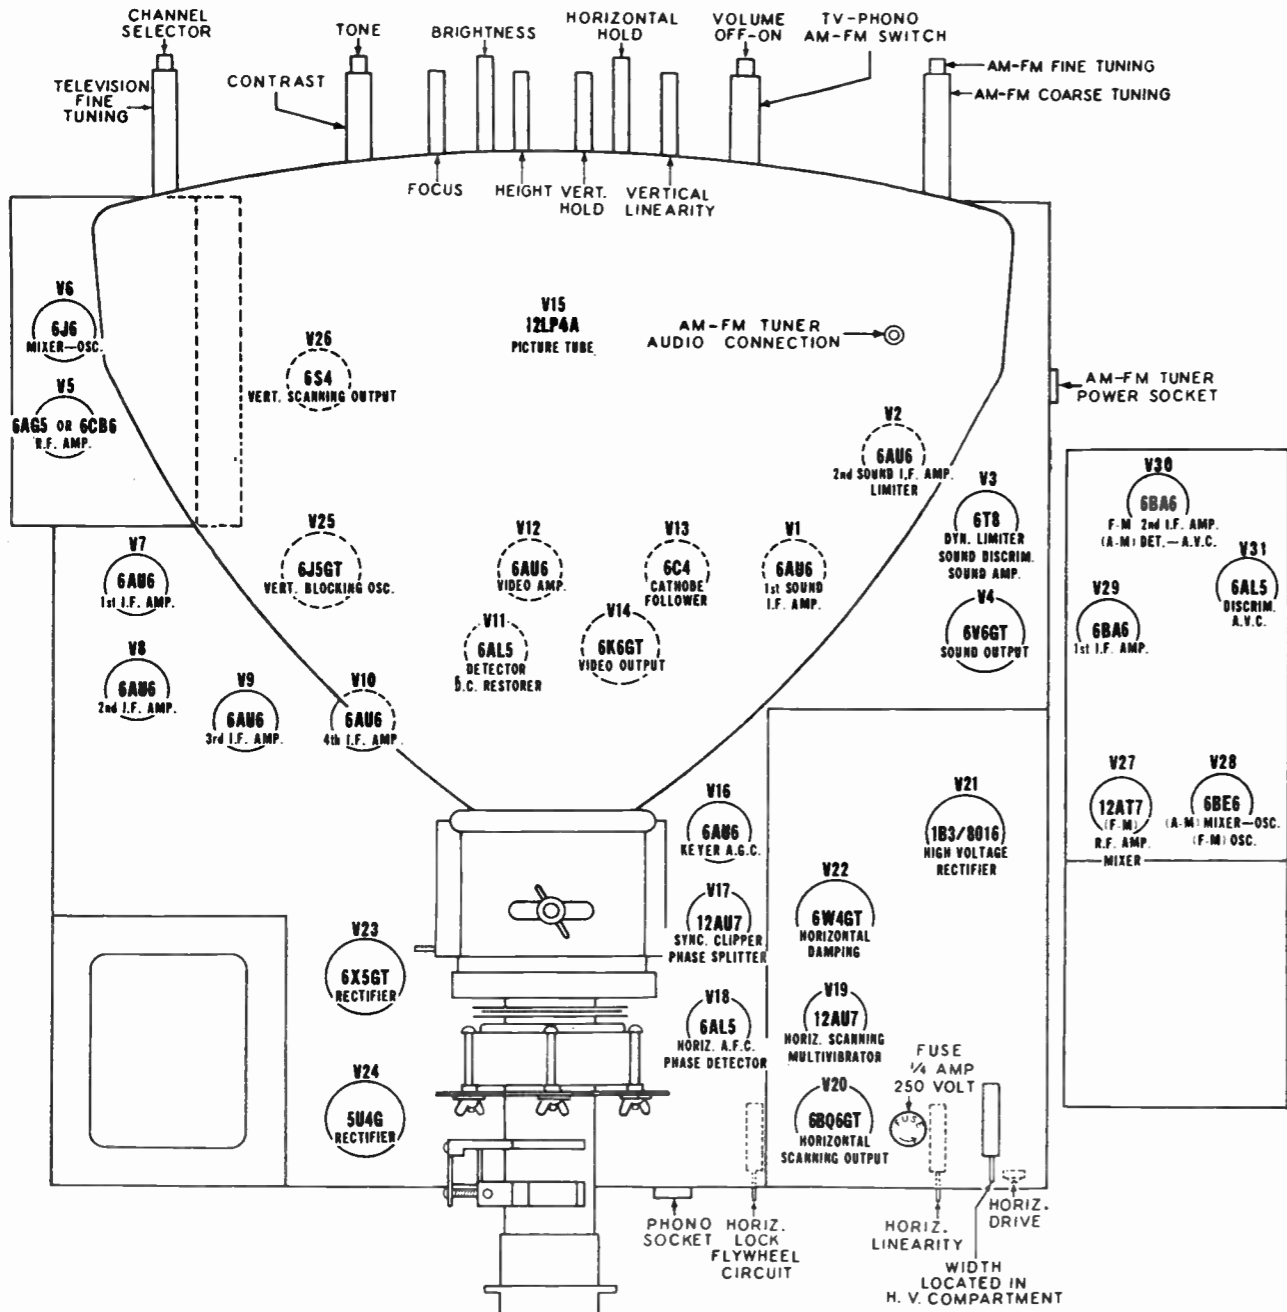 CHANNEL
SELECTOR
TELEVISION
FINE
TUNING
TONE
CONTRAST
BRIGHTNESS
HORIZONTAL
HOLD
VOLUME
OFF-ON
TV-PHONO
AM-FM SWITCH
AM-FM FINE TUNING
AM-FM COARSE TUNING
FOCUS
HEIGHT
VERT.
HOLD
VERTICAL
LINEARITY
V6
6J6
MIXER-OSC.
V5
6AG5 OR 6CB6
R.F. AMP.
V26
6S4
VERT. SCANNING OUTPUT
V15
12LP4A
PICTURE TUBE
AM-FM TUNER
AUDIO CONNECTION
AM-FM TUNER
POWER SOCKET
V2
6AU6
2nd SOUND I.F. AMP.
LIMITER
V3
6T8
DYN. LIMITER
SOUND DISCRIM.
SOUND AMP.
V30
6BA6
F-M 2nd I.F. AMP.
(A-M) DET.-A.V.C.
V31
6AL5
DISCRIM.
A.V.C.
V29
6BA6
1st I.F. AMP.
V7
6AU6
1st I.F. AMP.
V25
6J5GT
VERT. BLOCKING OSC.
V12
6AU6
VIDEO AMP.
V13
6C4
CATHOBE
FOLLOWER
V1
6AU6
1st SOUND
I.F. AMP.
V4
6V6GT
SOUND OUTPUT
V11
6AL5
DETECTOR
D.C. RESTORER
V14
6K6GT
VIDEO OUTPUT
V8
6AU6
2nd I.F. AMP.
V9
6AU6
3rd I.F. AMP.
V10
6AU6
4th I.F. AMP.
V16
6AU6
KEYER A.G.C.
V21
1B3/8016
HIGH VOLTAGE
RECTIFIER
V27
12AT7
(F-M)
R.F. AMP.
MIXER
V28
6BE6
(A-M) MIXER-OSC.
(F-M) OSC.
V17
12AU7
SYNC. CLIPPER
PHASE SPLITTER
V22
6W4GT
HORIZONTAL
DAMPING
V23
6X5GT
RECTIFIER
V18
6AL5
HORIZ. A.F.C.
PHASE DETECTOR
V19
12AU7
HORIZ. SCANNING
MULTIVIBRATOR
FUSE
1/4 AMP
250 VOLT
FUSE
V24
5U4G
RECTIFIER
V20
6BQ6GT
HORIZONTAL
SCANNING OUTPUT
PHONO
SOCKET
HORIZ.
LOCK
FLYWHEEL
CIRCUIT
HORIZ.
LINEARITY
HORIZ.
DRIVE
WIDTH
LOCATED IN
H. V. COMPARTMENT